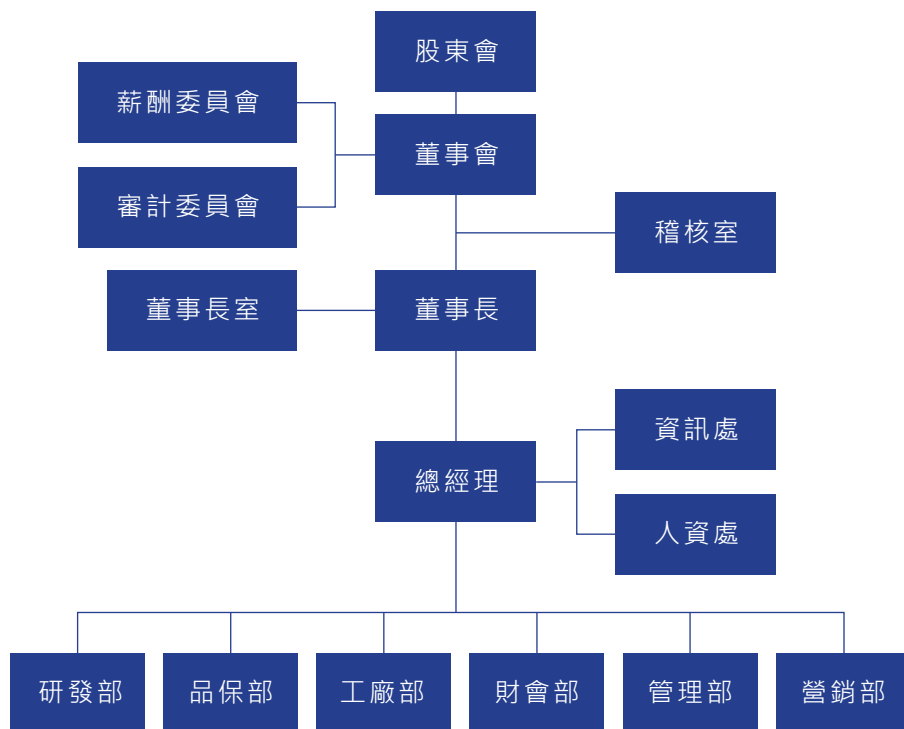 股東會
薪酬委員會
董事會
審計委員會
稽核室
董事長室
董事長
資訊處
總經理
人資處
研發部
品保部
工廠部
財會部
管理部
營銷部